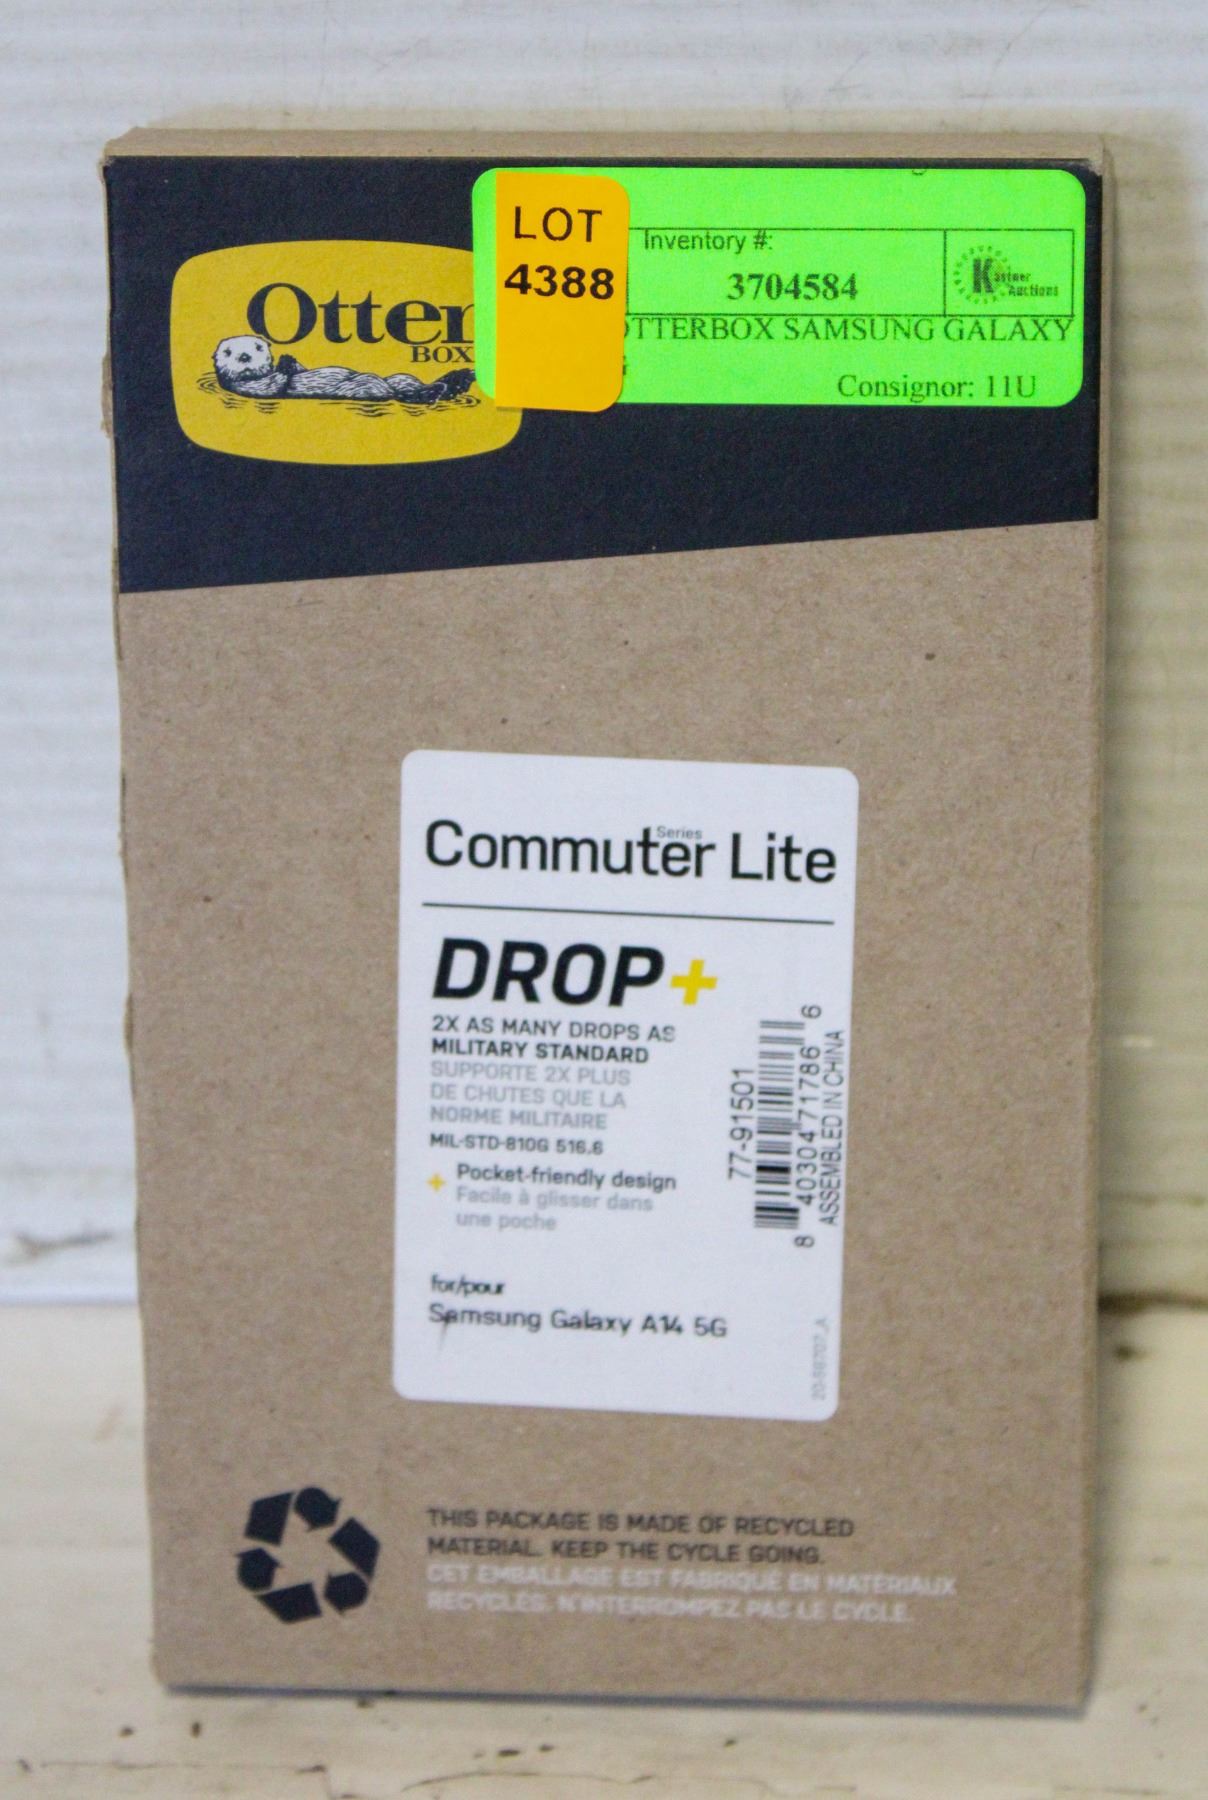 LOT
4388
Inventory #:
3704584
Kastner
Auctions
OTTERBOX SAMSUNG GALAXY
Consignor: 11U
Otter
BOX
Commuter Series Lite
DROP+
2X AS MANY DROPS AS
MILITARY STANDARD
SUPPORTE 2X PLUS
DE CHUTES QUE LA
NORME MILITAIRE
MIL-STD-810G 516.6
+ Pocket-friendly design
Facile à glisser dans
une poche
for/pour
Samsung Galaxy A14 5G
77-91501
8 40304 71786 6
ASSEMBLED IN CHINA
20-58707_A
THIS PACKAGE IS MADE OF RECYCLED
MATERIAL. KEEP THE CYCLE GOING.
CET EMBALLAGE EST FABRIQUÉ EN MATÉRIAUX
RECYCLÉS. N'INTERROMPEZ PAS LE CYCLE.